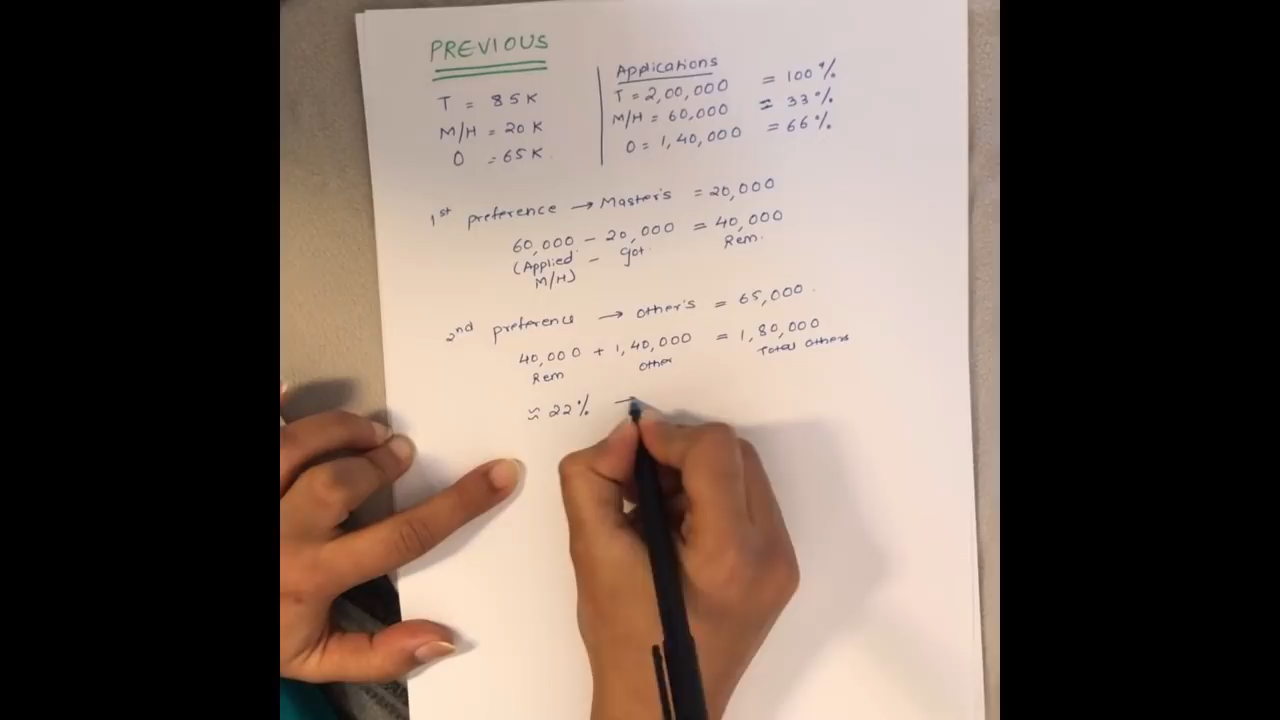 PREVIOUS
T = 85K
M/H = 20K
O = 65K
Applications
T = 2,00,000 = 100%
M/H = 60,000 ≈ 33%
O = 1,40,000 = 66%
1st preference → Master's = 20,000
60,000 - 20,000 = 40,000
(Applied - got Rem.
M/H)
2nd preference → other's = 65,000.
40,000 + 1,40,000 = 1,80,000
Rem Other Total Others
≈ 22% →